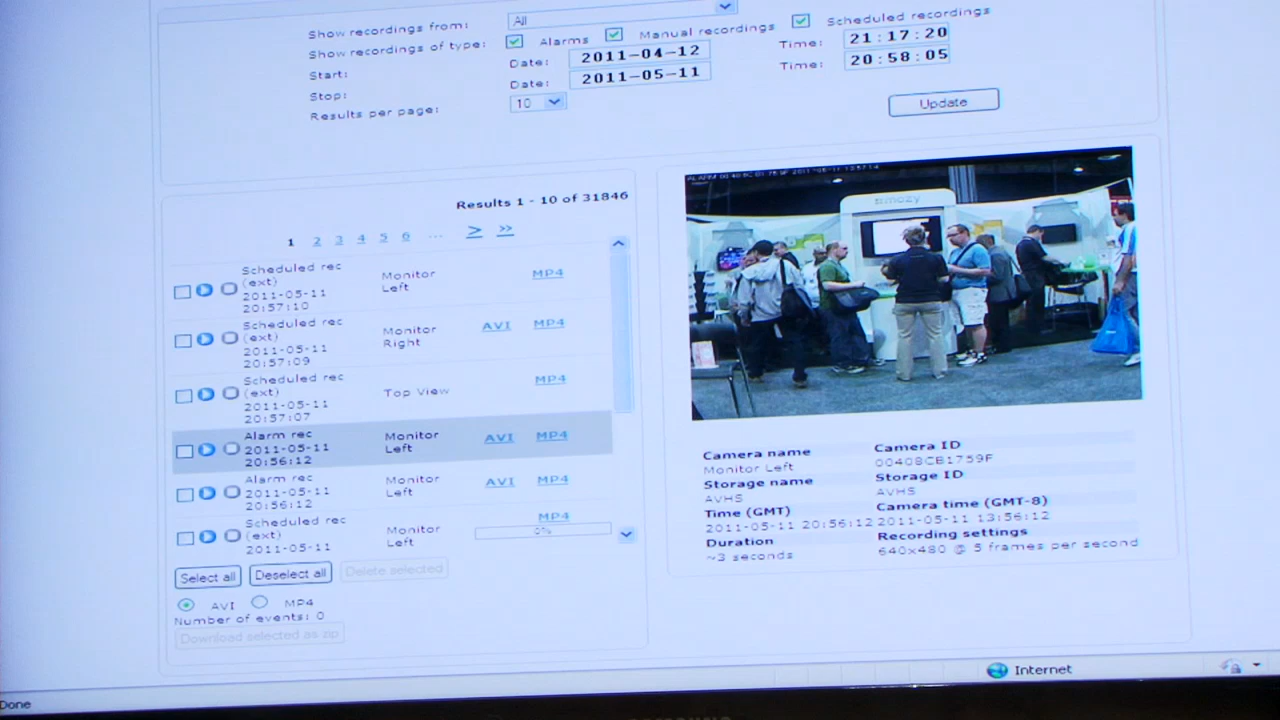 Show recordings from: All
Show recordings of type: Alarms Manual recordings Scheduled recordings
Start: Date: 2011-04-12 Time: 21:17:20
Stop: Date: 2011-05-11 Time: 20:58:05
Results per page: 10
Update
Results 1 - 10 of 31846
1 2 3 4 5 6 ... > >>
Scheduled rec
(ext)
2011-05-11
20:57:10
Monitor
Left
MP4
Scheduled rec
(ext)
2011-05-11
20:57:09
Monitor
Right
AVI MP4
Scheduled rec
(ext)
2011-05-11
20:57:07
Top View
MP4
Alarm rec
2011-05-11
20:56:12
Monitor
Left
AVI MP4
Alarm rec
2011-05-11
20:56:12
Monitor
Left
AVI MP4
Scheduled rec
(ext)
2011-05-11
Monitor
Left
MP4
0%
Select all Deselect all Delete selected
AVI MP4
Number of events: 0
Download selected as zip
Camera name
Monitor Left
Storage name
AVHS
Time (GMT)
2011-05-11 20:56:12
Duration
~3 seconds
Camera ID
00408CB1759F
Storage ID
AVHS
Camera time (GMT-8)
2011-05-11 13:56:12
Recording settings
640x480 @ 5 frames per second
Internet
Done